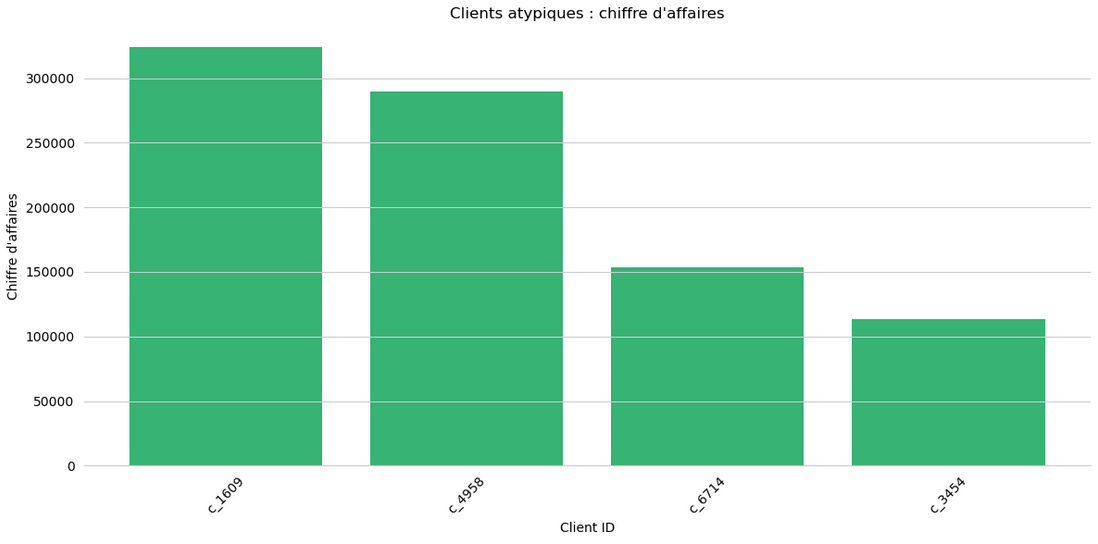 Clients atypiques : chiffre d'affaires
Chiffre d'affaires
300000
250000
200000
150000
100000
50000
0
c_1609
c_4958
c_6714
c_3454
Client ID